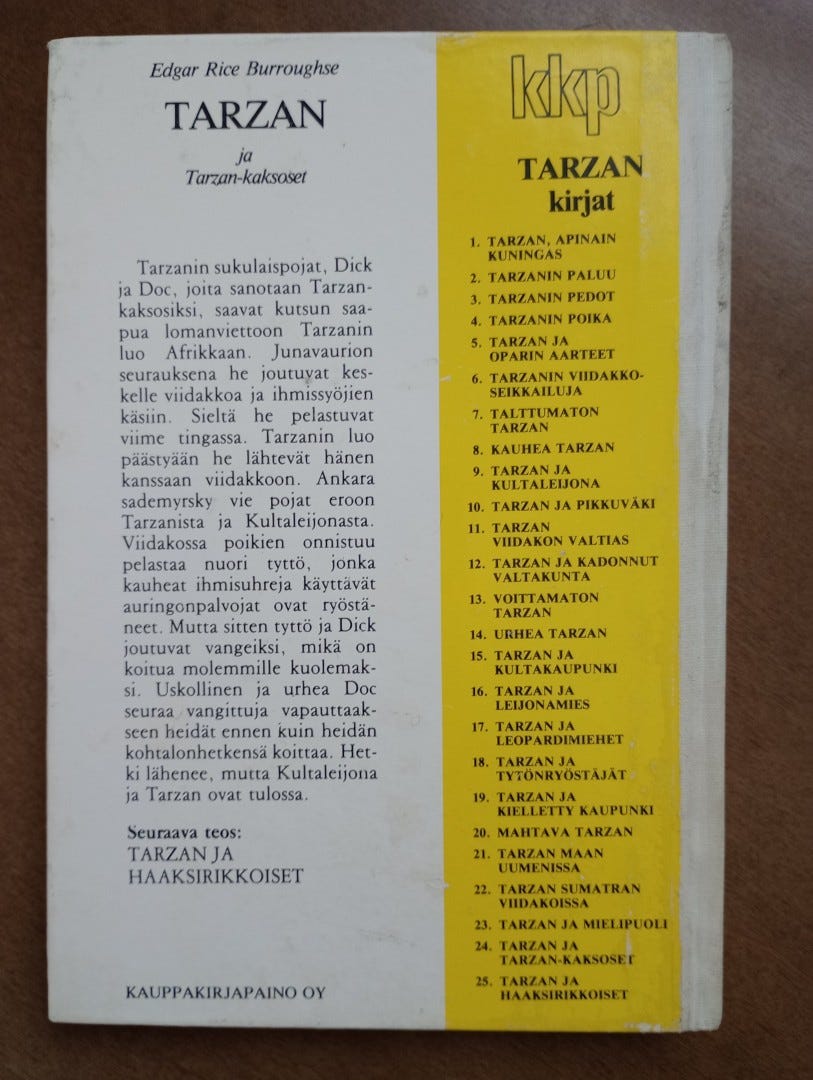 Edgar Rice Burroughse
TARZAN
ja
Tarzan-kaksoset
Tarzanin sukulaispojat, Dick
ja Doc, joita sanotaan Tarzan-
kaksosiksi, saavat kutsun saa-
pua lomanviettoon Tarzanin
luo Afrikkaan. Junavaurion
seurauksena he joutuvat kes-
kelle viidakkoa ja ihmissyöjien
käsiin. Sieltä he pelastuvat
viime tingassa. Tarzanin luo
päästyään he lähtevät hänen
kanssaan viidakkoon. Ankara
sademyrsky vie pojat eroon
Tarzanista ja Kultaleijonasta.
Viidakossa poikien onnistuu
pelastaa nuori tyttö, jonka
kauheat ihmisuhreja käyttävät
auringonpalvojat ovat ryöstä-
neet. Mutta sitten tyttö ja Dick
joutuvat vangeiksi, mikä on
koitua molemmille kuolemak-
si. Uskollinen ja urhea Doc
seuraa vangittuja vapauttaak-
seen heidät ennen kuin heidän
kohtalonhetkensä koittaa. Het-
ki lähenee, mutta Kultaleijona
ja Tarzan ovat tulossa.
Seuraava teos:
TARZAN JA
HAAKSIRIKKOISET
KAUPPAKIRJAPAINO OY
kkp
TARZAN
kirjat
1. TARZAN, APINAIN
KUNINGAS
2. TARZANIN PALUU
3. TARZANIN PEDOT
4. TARZANIN POIKA
5. TARZAN JA
OPARIN AARTEET
6. TARZANIN VIIDAKKO-
SEIKKAILUJA
7. TALTTUMATON
TARZAN
8. KAUHEA TARZAN
9. TARZAN JA
KULTALEIJONA
10. TARZAN JA PIKKUVÄKI
11. TARZAN
VIIDAKON VALTIAS
12. TARZAN JA KADONNUT
VALTAKUNTA
13. VOITTAMATON
TARZAN
14. URHEA TARZAN
15. TARZAN JA
KULTAKAUPUNKI
16. TARZAN JA
LEIJONAMIES
17. TARZAN JA
LEOPARDIMIEHET
18. TARZAN JA
TYTÖNRYÖSTÄJÄT
19. TARZAN JA
KIELLETTY KAUPUNKI
20. MAHTAVA TARZAN
21. TARZAN MAAN
UUMENISSA
22. TARZAN SUMATRAN
VIIDAKOISSA
23. TARZAN JA MIELIPUOLI
24. TARZAN JA
TARZAN-KAKSOSET
25. TARZAN JA
HAAKSIRIKKOISET